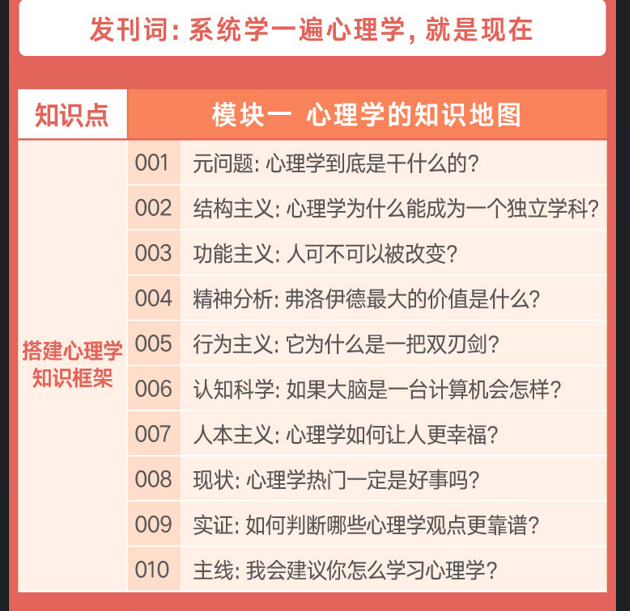 发刊词: 系统学一遍心理学, 就是现在
知识点 模块一 心理学的知识地图
搭建心理学
知识框架
001 元问题: 心理学到底是干什么的?
002 结构主义: 心理学为什么能成为一个独立学科?
003 功能主义: 人可不可以被改变?
004 精神分析: 弗洛伊德最大的价值是什么?
005 行为主义: 它为什么是一把双刃剑?
006 认知科学: 如果大脑是一台计算机会怎样?
007 人本主义: 心理学如何让人更幸福?
008 现状: 心理学热门一定是好事吗?
009 实证: 如何判断哪些心理学观点更靠谱?
010 主线: 我会建议你怎么学习心理学?